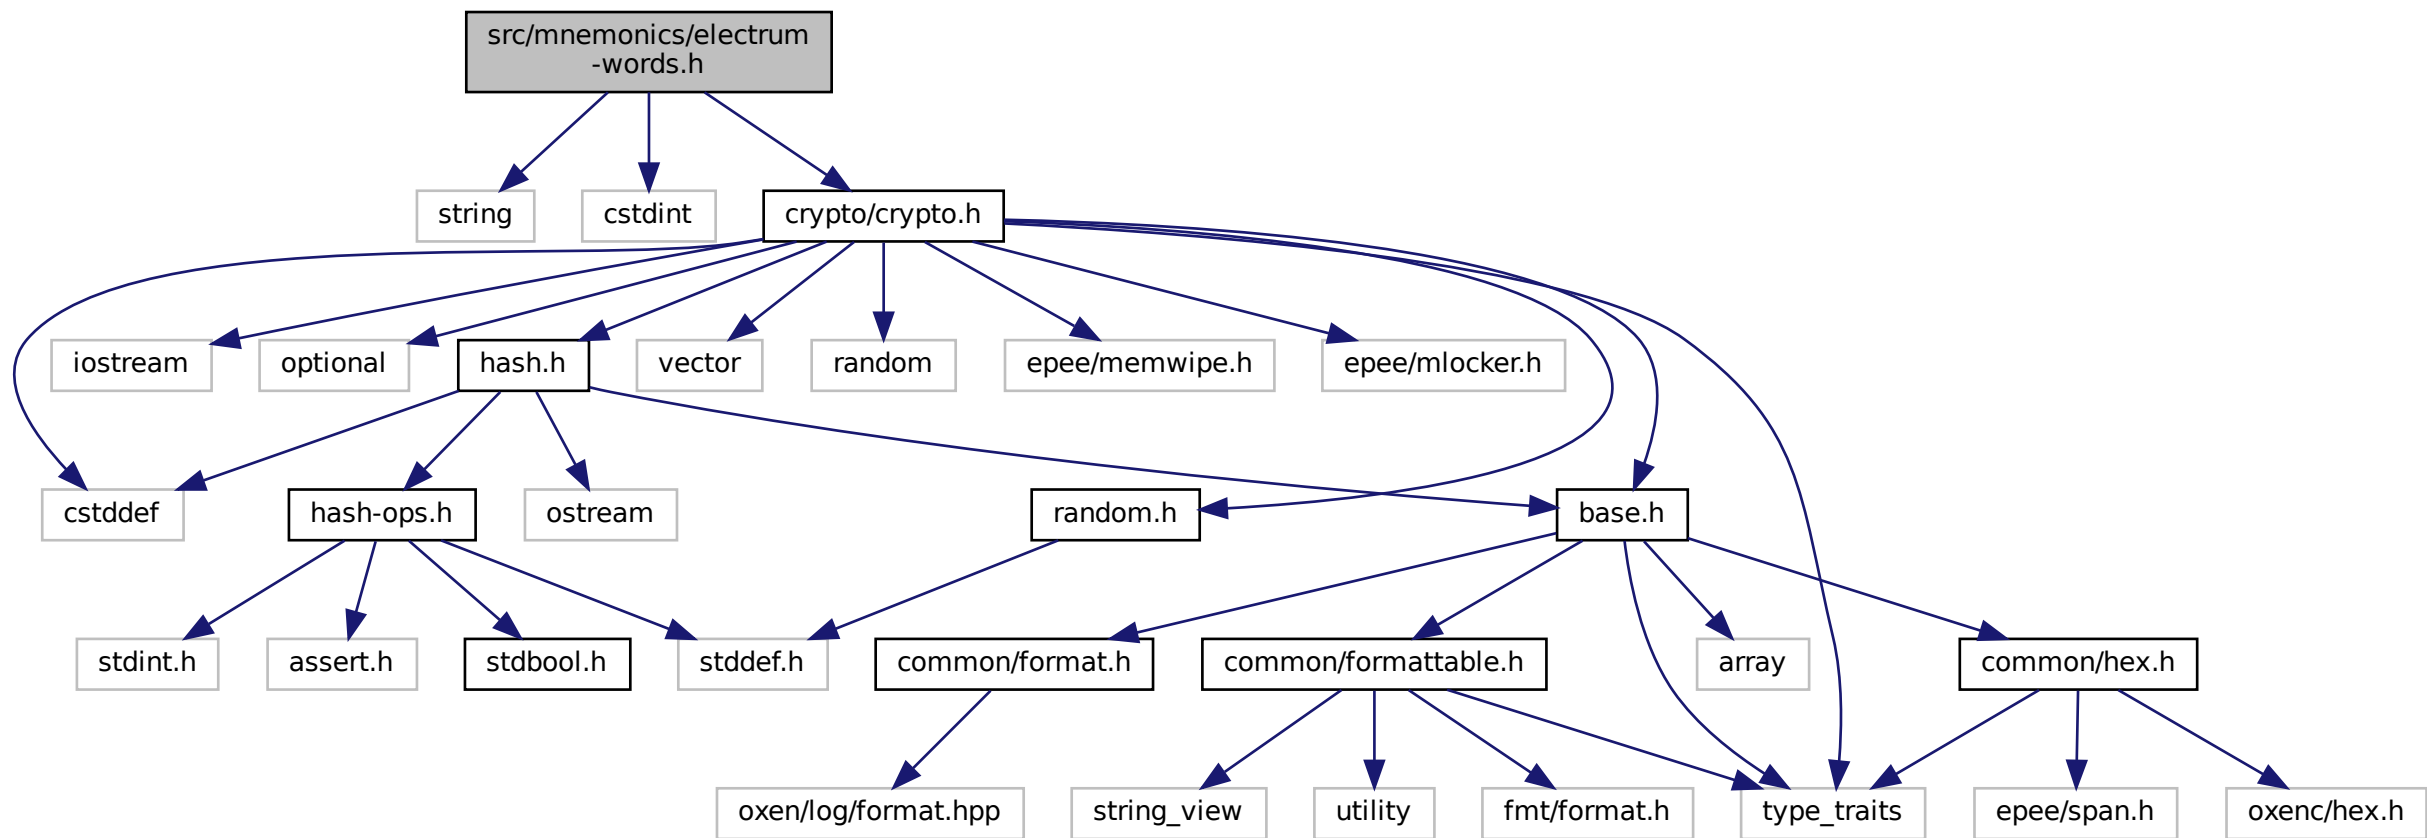 src/mnemonics/electrum
-words.h
string
cstdint
crypto/crypto.h
iostream
optional
hash.h
vector
random
epee/memwipe.h
epee/mlocker.h
cstddef
hash-ops.h
ostream
random.h
base.h
stdint.h
assert.h
stdbool.h
stddef.h
common/format.h
common/formattable.h
array
common/hex.h
oxen/log/format.hpp
string_view
utility
fmt/format.h
type_traits
epee/span.h
oxenc/hex.h